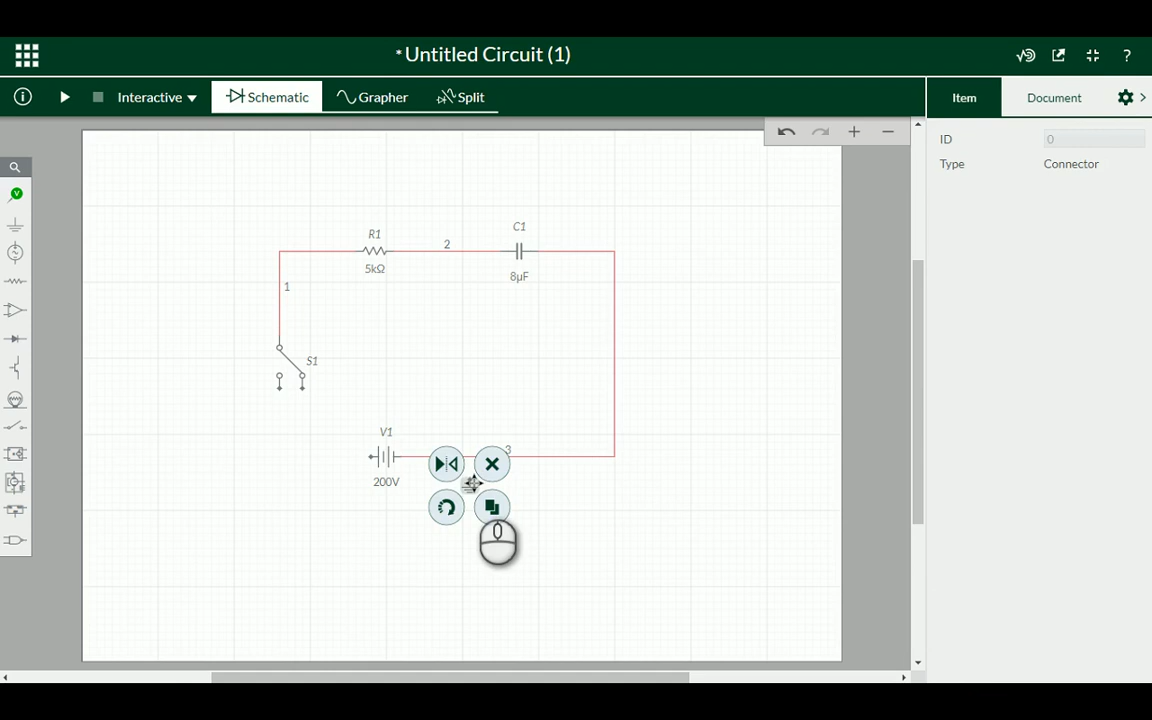 * Untitled Circuit (1)
?
Interactive
Schematic
Grapher
Split
Item
Document
ID
0
Type
Connector
V
R1
5kΩ
2
C1
8µF
1
S1
V1
200V
3